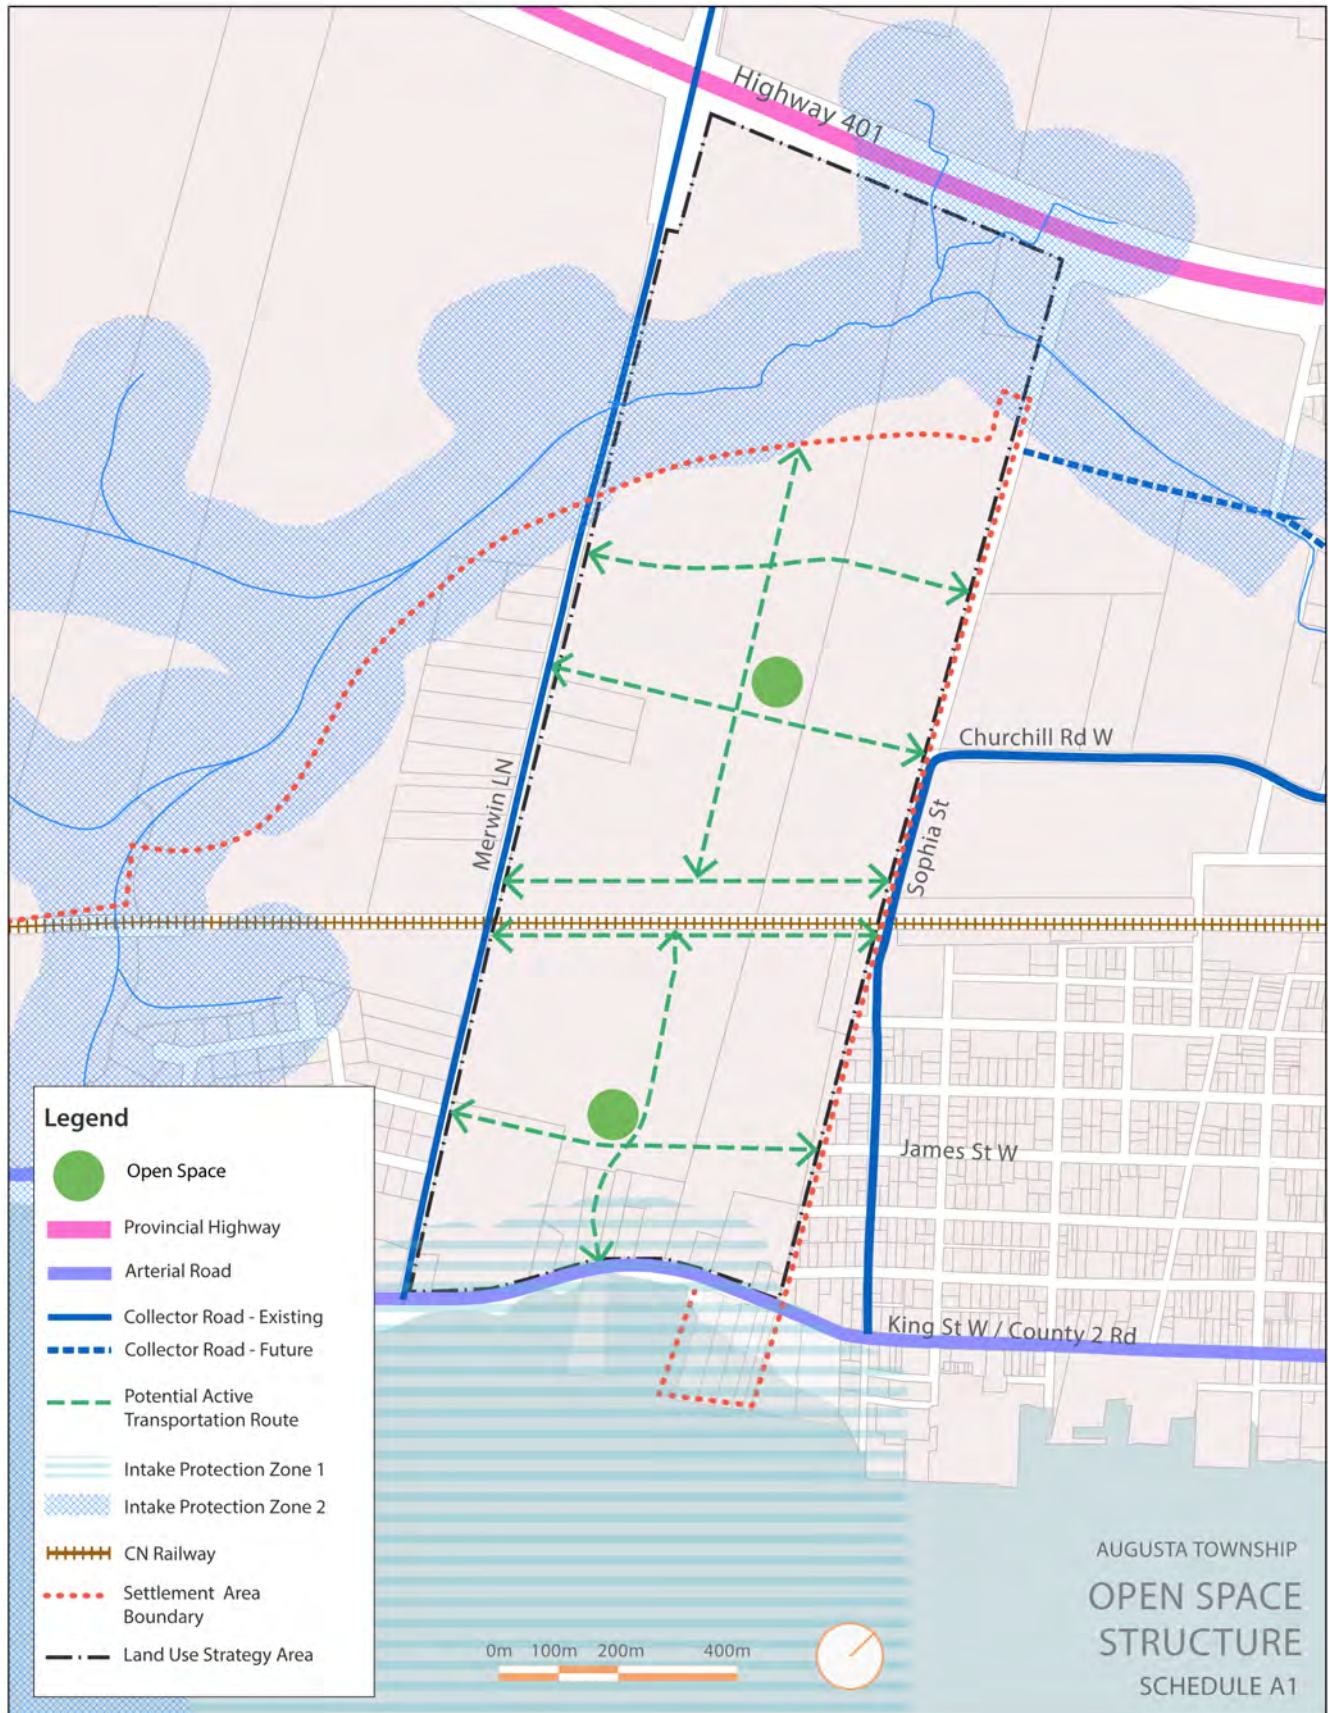 Highway 401
Churchill Rd W
Merwin LN
Sophia St
James St W
King St W / County 2 Rd
Legend
Open Space
Provincial Highway
Arterial Road
Collector Road - Existing
Collector Road - Future
Potential Active
Transportation Route
Intake Protection Zone 1
Intake Protection Zone 2
CN Railway
Settlement Area
Boundary
Land Use Strategy Area
0m 100m 200m 400m
AUGUSTA TOWNSHIP
OPEN SPACE
STRUCTURE
SCHEDULE A1